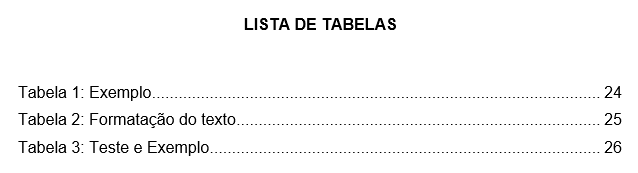 LISTA DE TABELAS
Tabela 1: Exemplo.................................................................................................... 24
Tabela 2: Formatação do texto................................................................................. 25
Tabela 3: Teste e Exemplo....................................................................................... 26